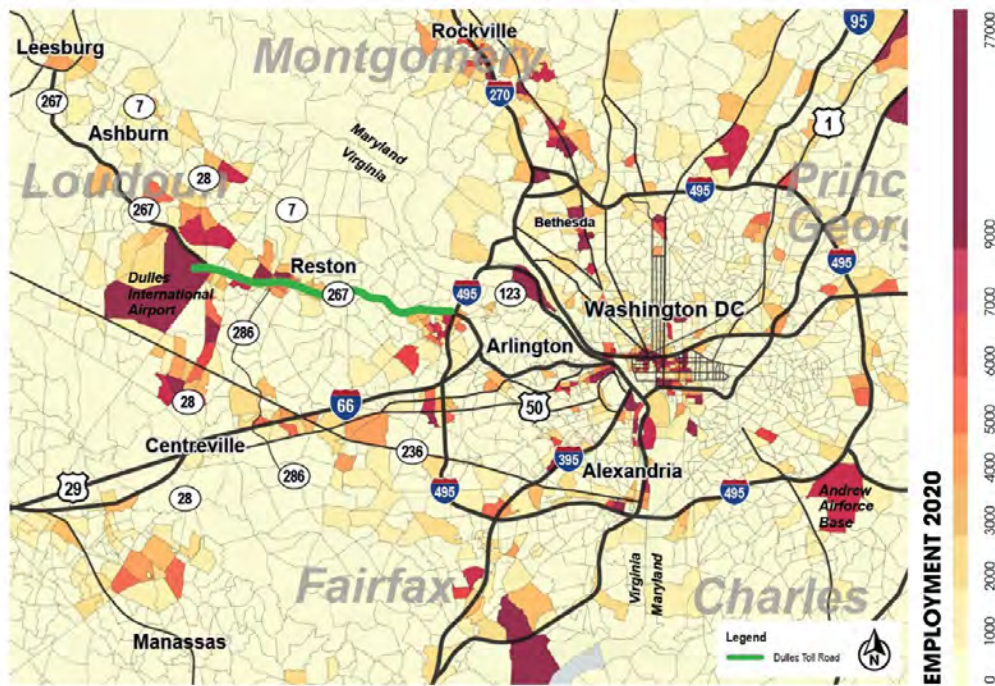 95
Rockville
Leesburg
Montgomery
270
267
7
1
Ashburn
Maryland
Virginia
28
Loudoun
495
Princ
Georg
267
7
Bethesda
Reston
495
Dulles
International
Airport
267
495
123
Washington DC
286
Arlington
66
50
28
Centreville
236
395
Alexandria
29
286
495
495
28
Andrew
Airforce
Base
Virginia
Maryland
Fairfax
Charles
Manassas
Legend
Dulles Toll Road
N
EMPLOYMENT 2020
77000
9000
7000
6000
5000
4000
3000
2000
1000
0